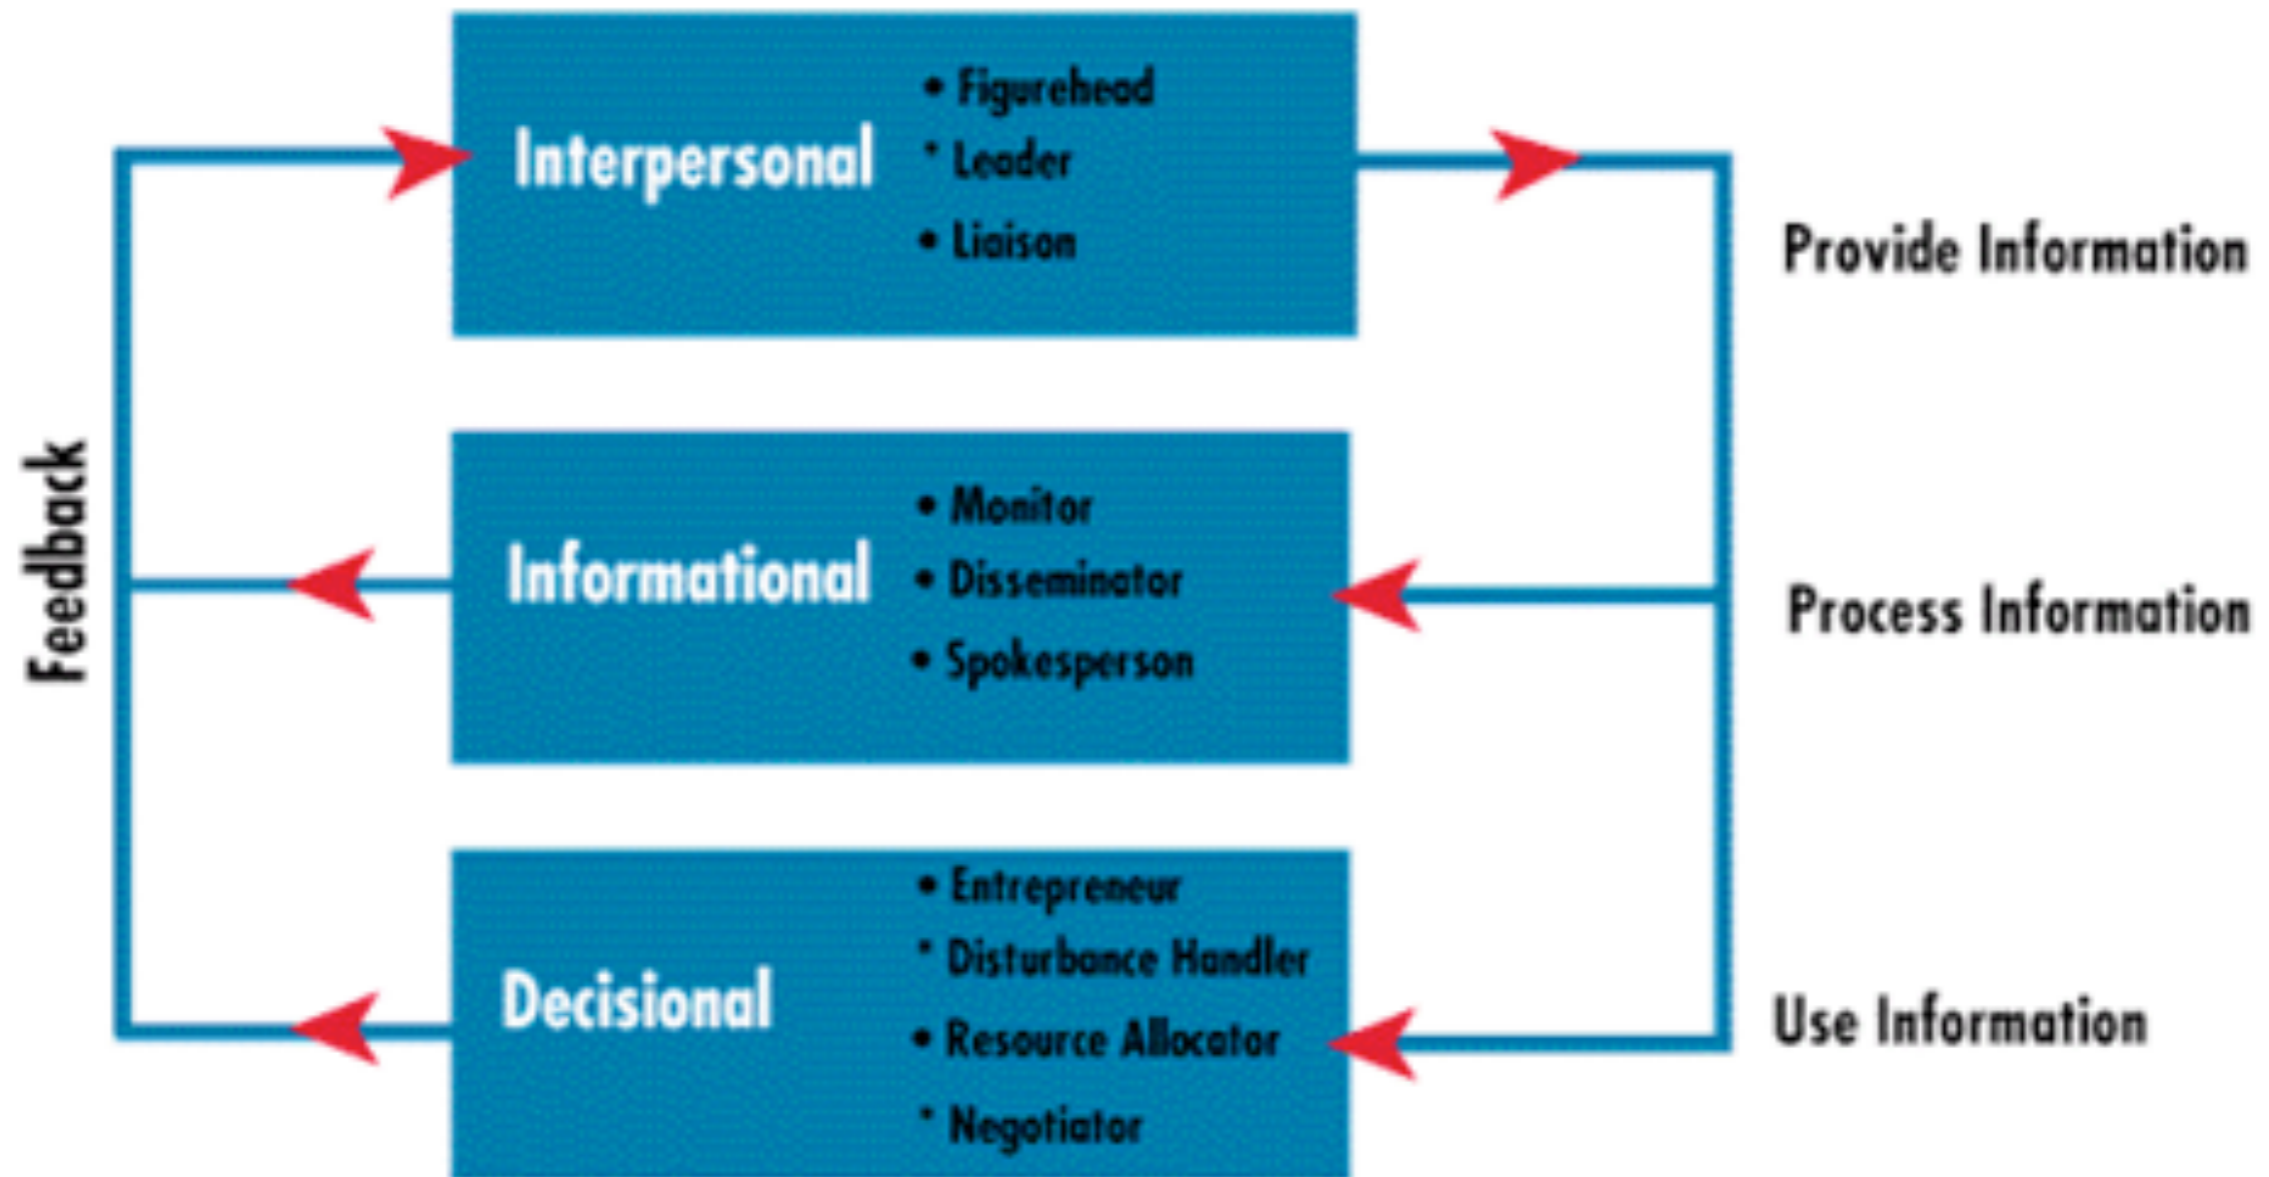 Feedback
Interpersonal
• Figurehead
* Leader
• Liaison
Provide Information
Informational
• Monitor
• Disseminator
• Spokesperson
Process Information
Decisional
• Entrepreneur
* Disturbance Handler
• Resource Allocator
* Negotiator
Use Information